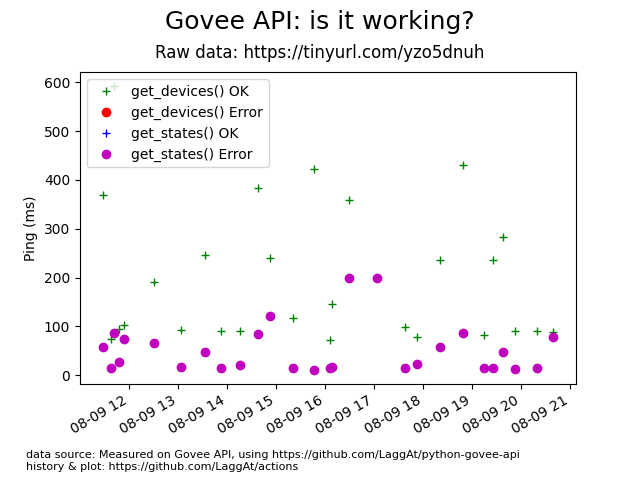 Govee API: is it working?
Raw data: https://tinyurl.com/yzo5dnuh
600
500
400
300
200
100
0
Ping (ms)
get_devices() OK
get_devices() Error
get_states() OK
get_states() Error
08-09 12
08-09 13
08-09 14
08-09 15
08-09 16
08-09 17
08-09 18
08-09 19
08-09 20
08-09 21
data source: Measured on Govee API, using https://github.com/LaggAt/python-govee-api
history & plot: https://github.com/LaggAt/actions